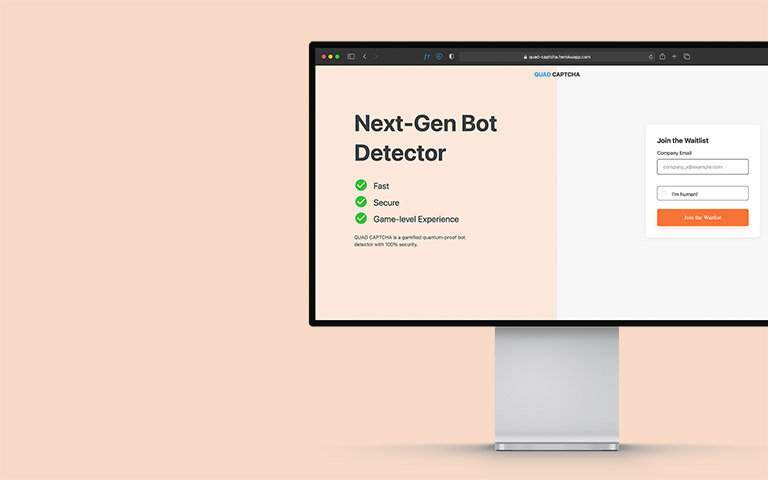 quad-captcha.herokuapp.com
QUAD CAPTCHA
Next-Gen Bot
Detector
Fast
Secure
Game-level Experience
QUAD CAPTCHA is a gamified quantum-proof bot
detector with 100% security.
Join the Waitlist
Company Email
company_x@example.com
I'm human!
Join the Waitlist